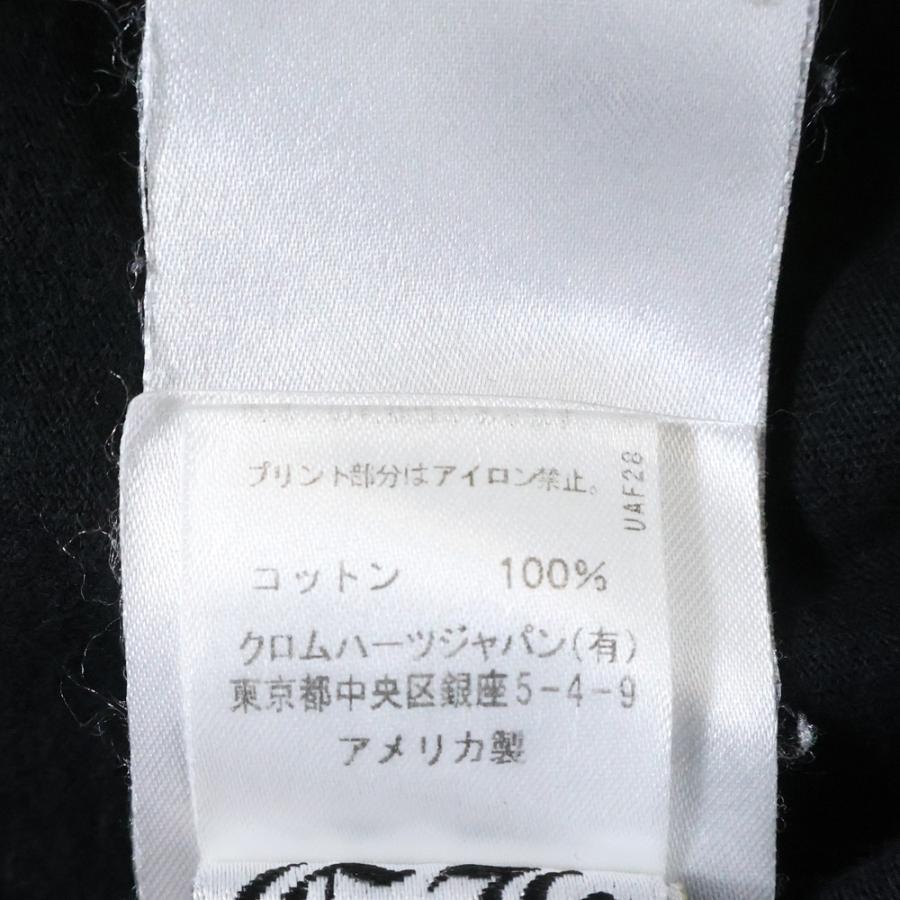 プリント部分はアイロン禁止。
UAF28
コットン 100%
クロムハーツジャパン(有)
東京都中央区銀座5-4-9
アメリカ製